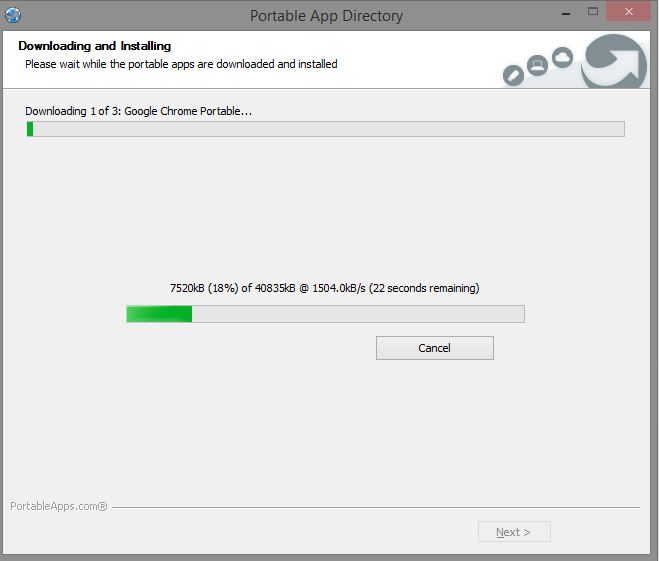 Portable App Directory
Downloading and Installing
Please wait while the portable apps are downloaded and installed
Downloading 1 of 3: Google Chrome Portable...
7520kB (18%) of 40835kB @ 1504.0kB/s (22 seconds remaining)
Cancel
PortableApps.com®
Next >